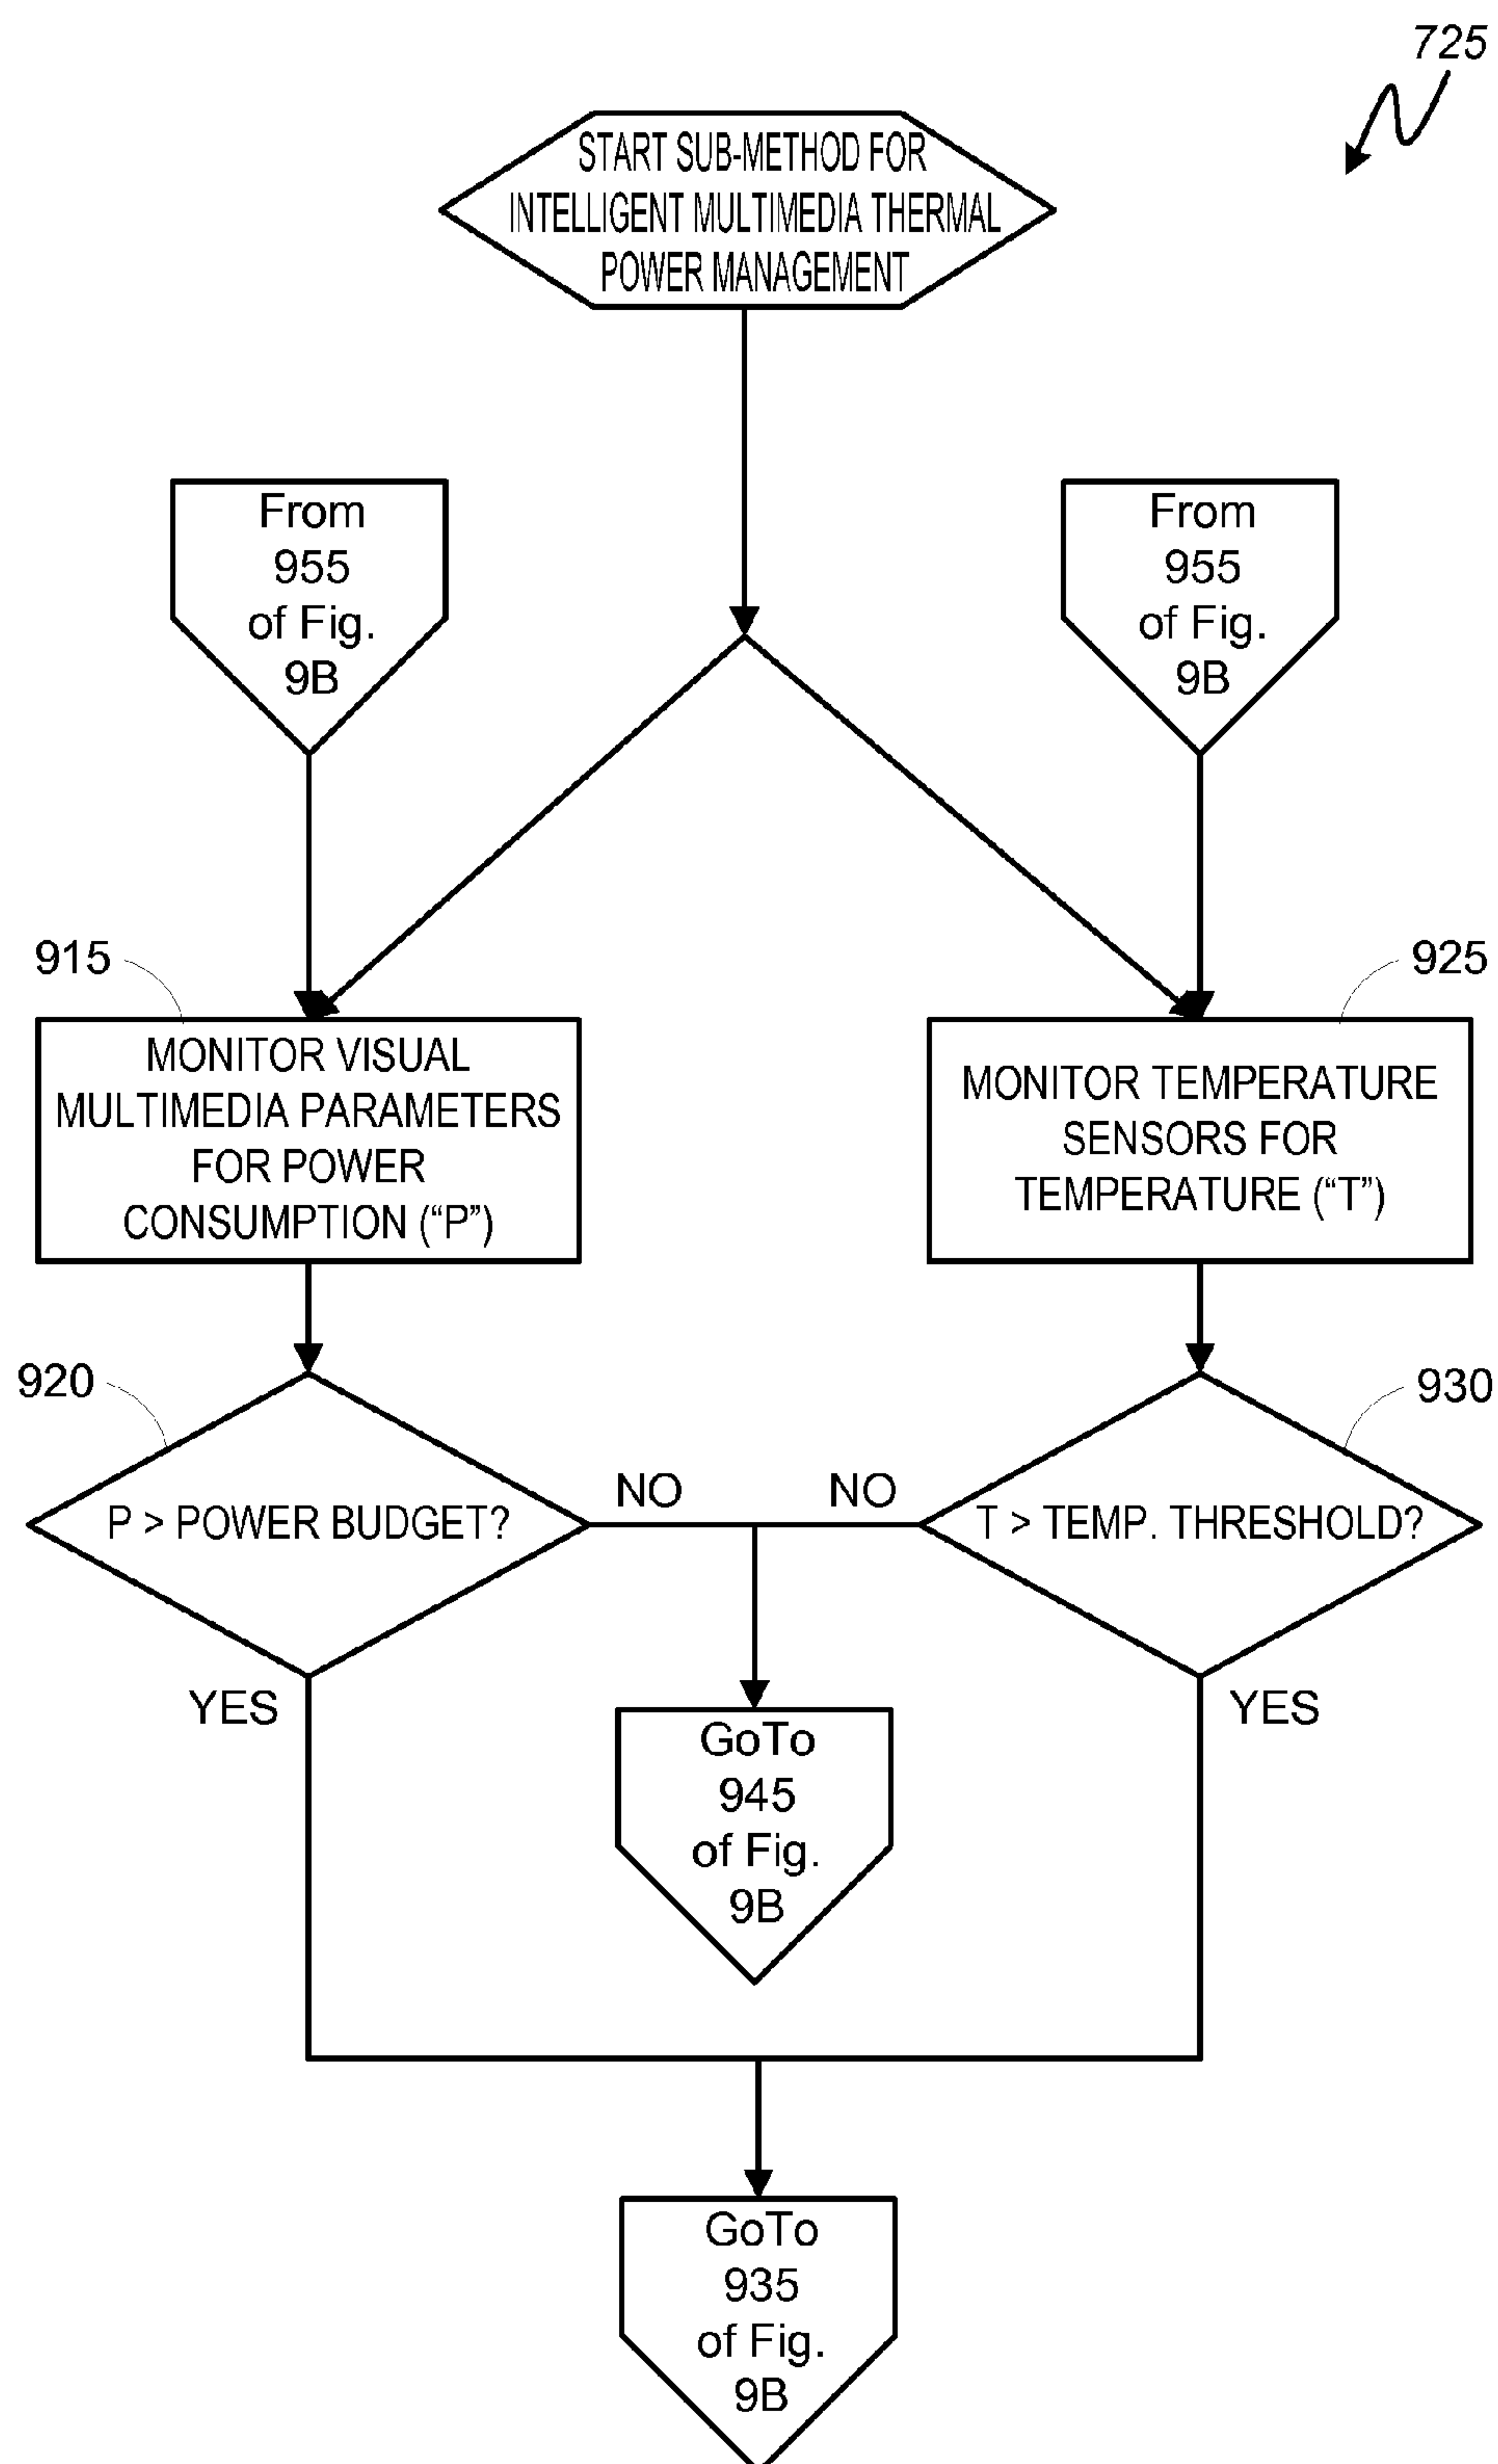 725
START SUB-METHOD FOR
INTELLIGENT MULTIMEDIA THERMAL
POWER MANAGEMENT
From
955
of Fig.
9B
From
955
of Fig.
9B
915
MONITOR VISUAL
MULTIMEDIA PARAMETERS
FOR POWER
CONSUMPTION (“P”)
925
MONITOR TEMPERATURE
SENSORS FOR
TEMPERATURE (“T”)
920
P > POWER BUDGET?
NO
NO
930
T > TEMP. THRESHOLD?
YES
YES
GoTo
945
of Fig.
9B
GoTo
935
of Fig.
9B